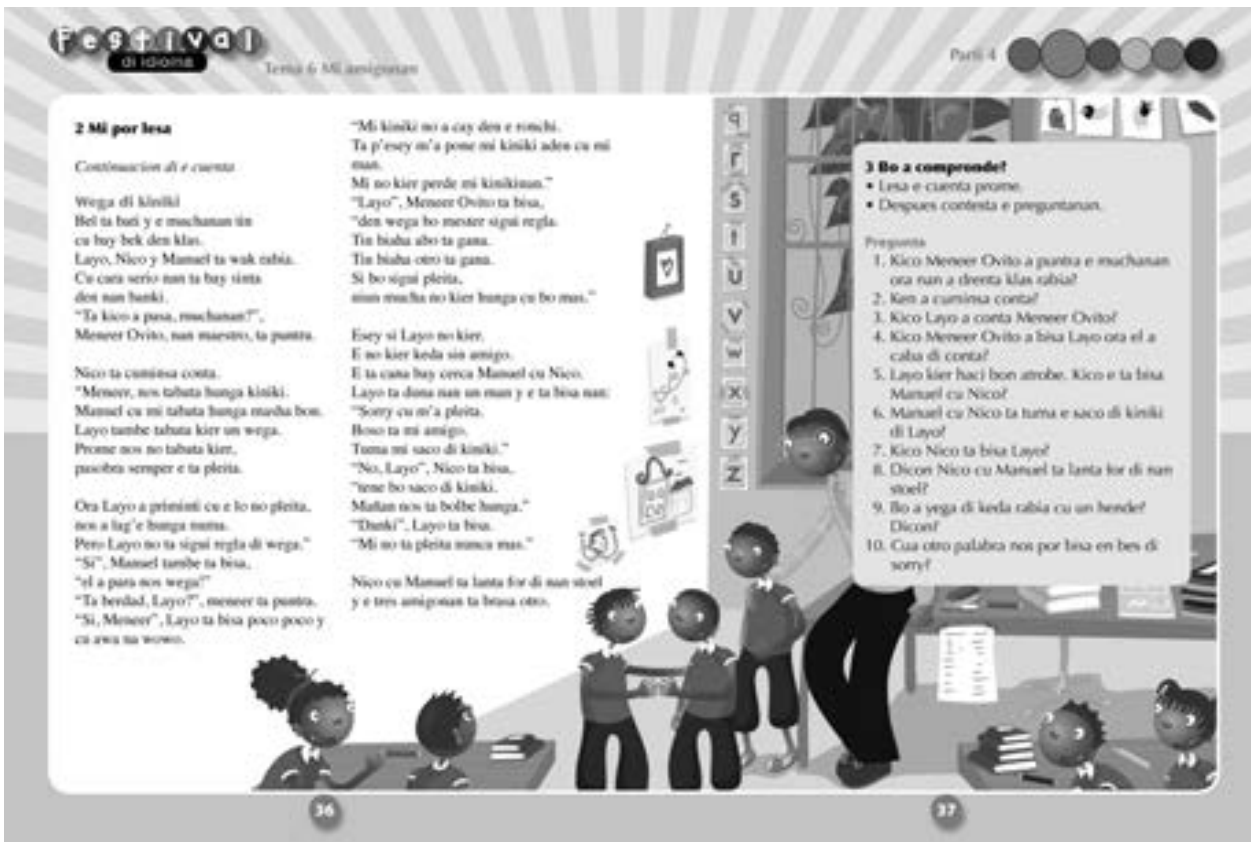 Festival
di idioma
Tema 6 Mi amigonan
Parti 4
2 Mi por lesa
Continuacion di e cuenta
Wega di kiniki
Bel ta bati y e muchanan tin
cu bay bek den klas.
Layo, Nico y Manuel ta wak rabia.
Cu cara serio nan ta bay sinta
den nan banki.
“Ta kico a pasa, muchanan?”,
Meneer Ovito, nan maestro, ta puntra.
Nico ta cuminsa conta.
“Meneer, nos tabata hunga kiniki.
Manuel cu mi tabata hunga masha bon.
Layo tambe tabata kier un wega.
Prome nos no tabata kier,
pasobra semper e ta pleita.
Ora Layo a priminti cu e lo no pleita,
nos a lag’e hunga numa.
Pero Layo no ta sigui regla di wega.”
“Si”, Manuel tambe ta bisa,
“el a para nos wega!”
“Ta berdad, Layo?”, meneer ta puntra.
“Si, Meneer”, Layo ta bisa poco poco y
cu awa na wowo.
“Mi kiniki no a cay den e ronchi.
Ta p’esey m’a pone mi kiniki aden cu mi
man.
Mi no kier perde mi kinikinan.”
“Layo”, Meneer Ovito ta bisa,
“den wega bo mester sigui regla.
Tin biaha abo ta gana.
Tin biaha otro ta gana.
Si bo sigui pleita,
niun mucha no kier hunga cu bo mas.”
Esey si Layo no kier.
E no kier keda sin amigo.
E ta cana bay cerca Manuel cu Nico.
Layo ta duna nan un man y e ta bisa nan:
“Sorry cu m’a pleita.
Boso ta mi amigo.
Tuma mi saco di kiniki.”
“No, Layo”, Nico ta bisa,
“tene bo saco di kiniki.
Mañan nos ta bolbe hunga.”
“Danki”, Layo ta bisa.
“Mi no ta pleita nunca mas.”
Nico cu Manuel ta lanta for di nan stoel
y e tres amigonan ta brasa otro.
q
r
s
t
u
v
w
x
y
z
3 Bo a comprende?
• Lesa e cuenta prome.
• Despues contesta e preguntanan.
Pregunta
1. Kico Meneer Ovito a puntra e muchanan
ora nan a drenta klas rabia?
2. Ken a cuminsa conta?
3. Kico Layo a conta Meneer Ovito?
4. Kico Meneer Ovito a bisa Layo ora el a
caba di conta?
5. Layo kier haci bon atrobe. Kico e ta bisa
Manuel cu Nico?
6. Manuel cu Nico ta tuma e saco di kiniki
di Layo?
7. Kico Nico ta bisa Layo?
8. Dicon Nico cu Manuel ta lanta for di nan
stoel?
9. Bo a yega di keda rabia cu un hende?
Dicon?
10. Cua otro palabra nos por bisa en bes di
sorry?
36
37